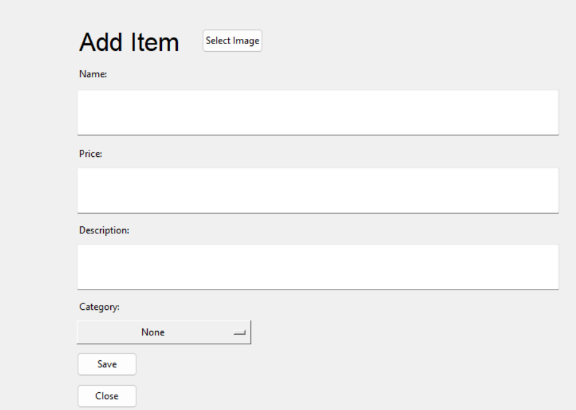 Add Item
Select Image
Name:
Price:
Description:
Category:
None
Save
Close